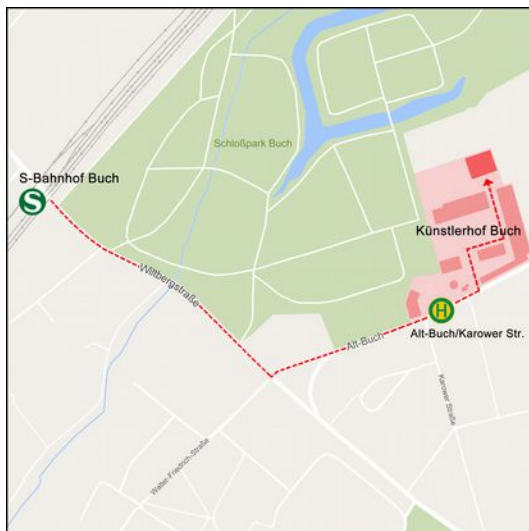 Schloßpark Buch
S-Bahnhof Buch
S
Künstlerhof Buch
Wiltbergstraße
H
Alt-Buch/Karower Str.
Alt-Buch
Karower Straße
Walter-Friedrich-Straße